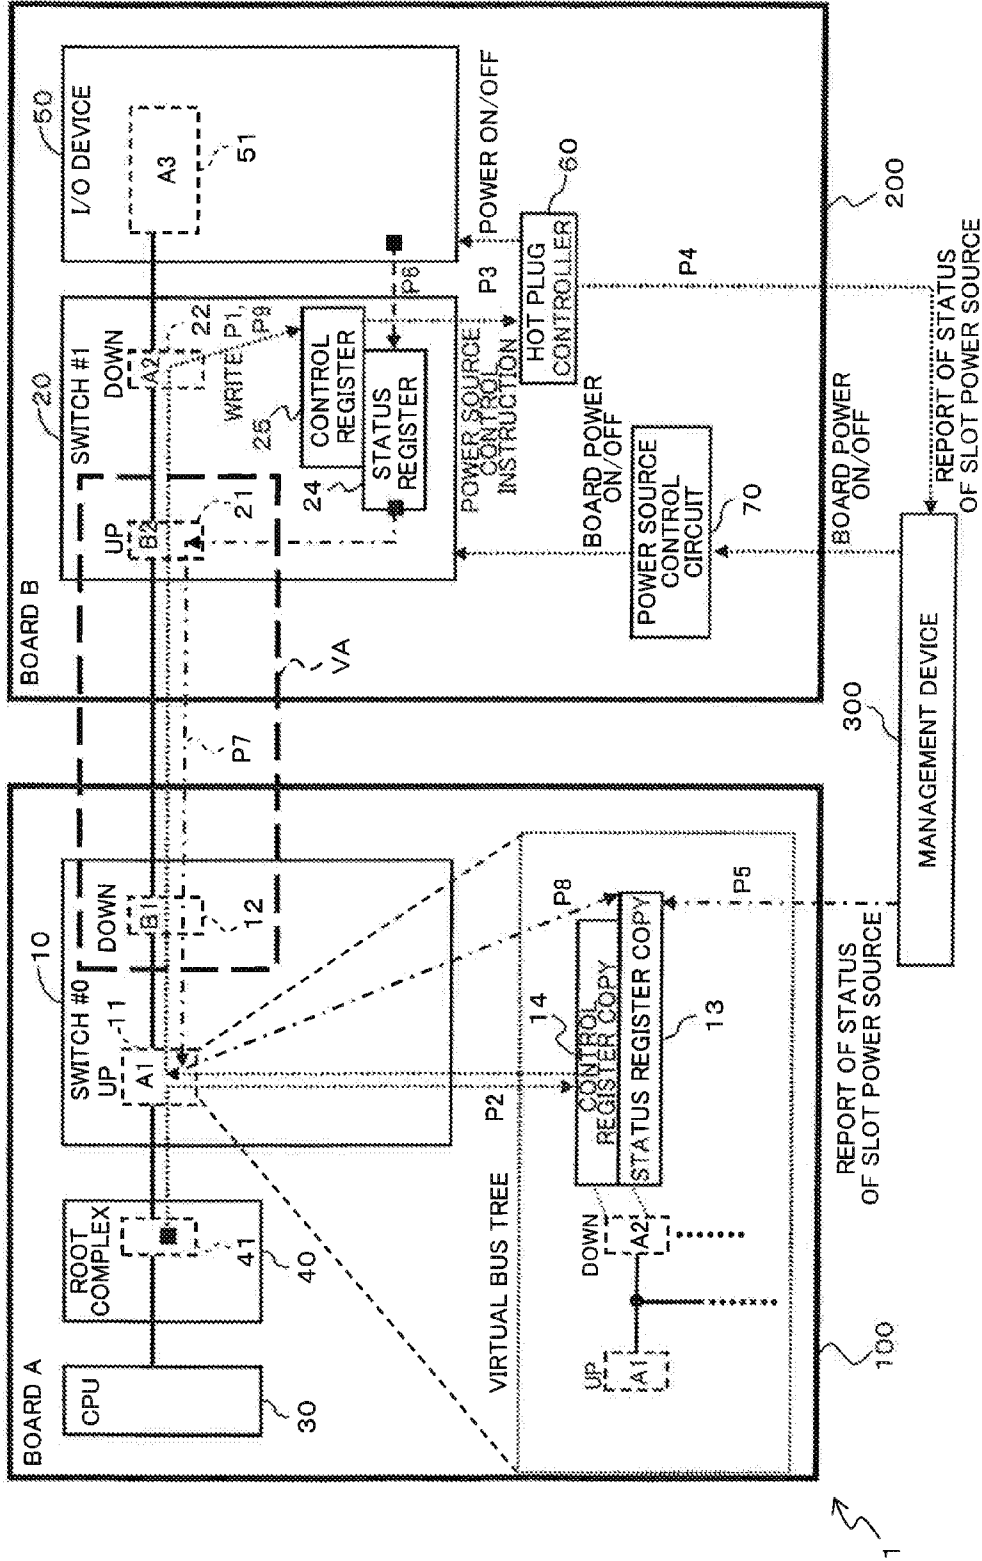 1
BOARD A
100
CPU
30
ROOT
COMPLEX
41
40
SWITCH #0
10
UP
A1
11
DOWN
B1
12
VIRTUAL BUS TREE
P2
P8
UP
A1
DOWN
A2
CONTROL
REGISTER COPY
14
STATUS REGISTER COPY
13
P5
REPORT OF STATUS
OF SLOT POWER SOURCE
P7
VA
BOARD B
200
SWITCH #1
20
UP
B2
21
DOWN
A2
22
WRITE P1,
P9
CONTROL
REGISTER
25
STATUS
REGISTER
24
I/O DEVICE
50
A3
51
P6
P3
POWER ON/OFF
POWER SOURCE
CONTROL
INSTRUCTION
HOT PLUG
CONTROLLER
60
P4
BOARD POWER
ON/OFF
POWER SOURCE
CONTROL
CIRCUIT
70
BOARD POWER
ON/OFF
REPORT OF STATUS
OF SLOT POWER SOURCE
MANAGEMENT DEVICE
300